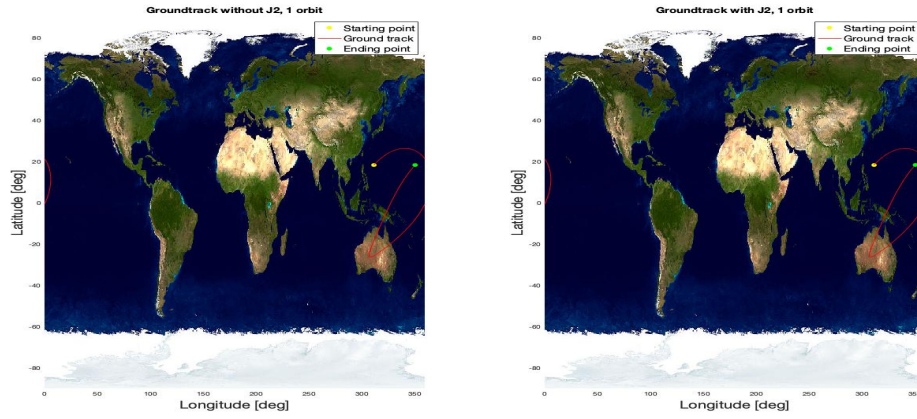 Groundtrack without J2, 1 orbit
Starting point
Ground track
Ending point
80
60
40
20
0
-20
-40
-60
-80
Latitude [deg]
0
50
100
150
200
250
300
350
Longitude [deg]
Groundtrack with J2, 1 orbit
Starting point
Ground track
Ending point
80
60
40
20
0
-20
-40
-60
-80
Latitude [deg]
0
50
100
150
200
250
300
350
Longitude [deg]